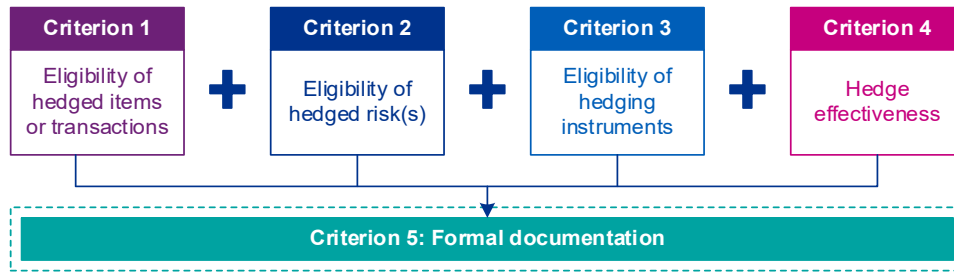 Criterion 1
Eligibility of
hedged items
or transactions
Criterion 2
Eligibility of
hedged risk(s)
Criterion 3
Eligibility of
hedging
instruments
Criterion 4
Hedge
effectiveness
Criterion 5: Formal documentation